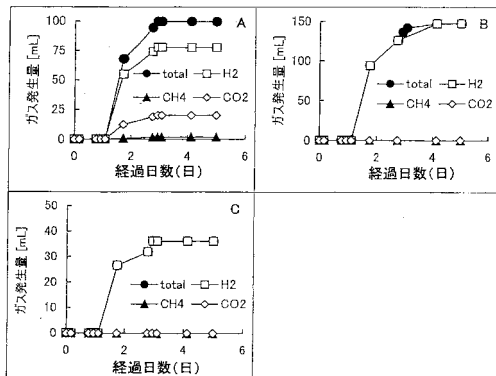 A
ガス発生量 [mL]
100
75
50
25
0
total
H2
CH4
CO2
0 2 4 6
経過日数(日)
B
ガス発生量 [mL]
150
100
50
0
total
H2
CH4
CO2
0 2 4 6
経過日数(日)
C
ガス発生量 [mL]
50
40
30
20
10
0
total
H2
CH4
CO2
0 2 4 6
経過日数(日)